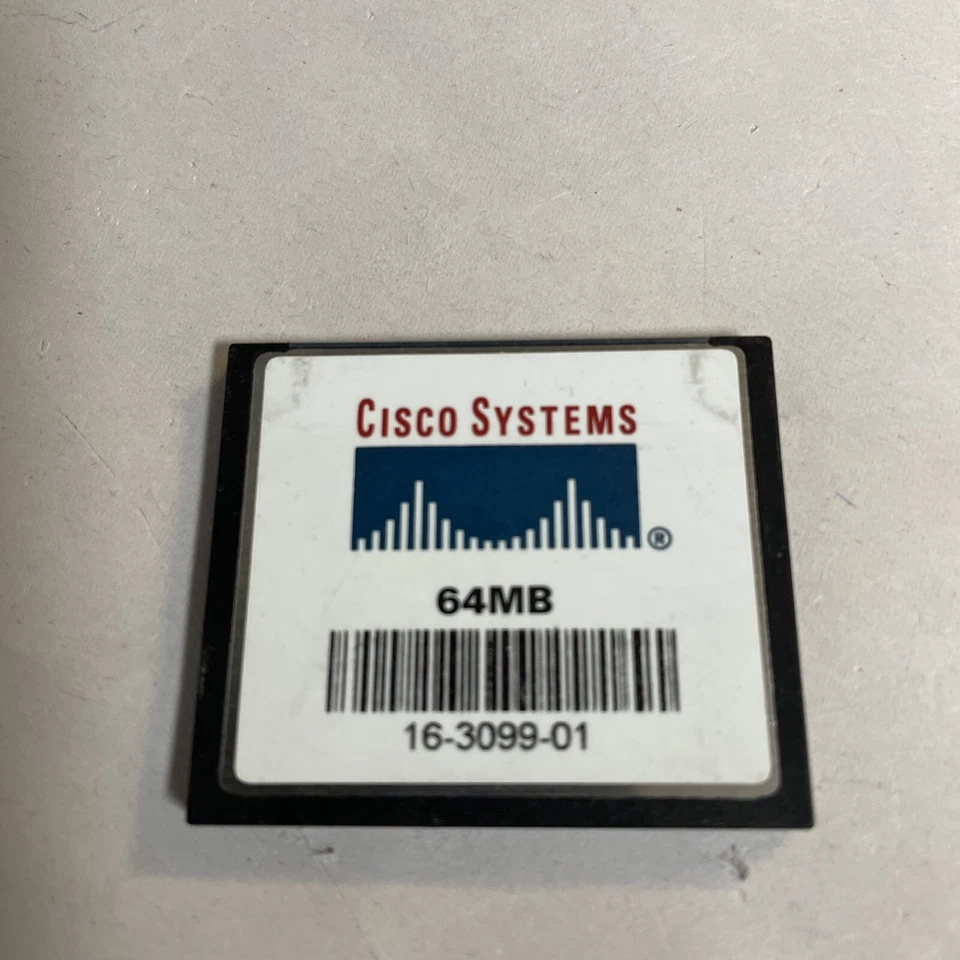 CISCO SYSTEMS
®
64MB
16-3099-01